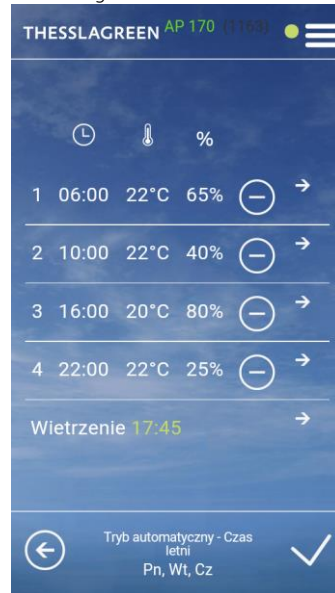 THESSLAGREEN AP 170 (1163)
%
1 06:00 22°C 65%
2 10:00 22°C 40%
3 16:00 20°C 80%
4 22:00 22°C 25%
Wietrzenie 17:45
Tryb automatyczny - Czas
letni
Pn, Wt, Cz